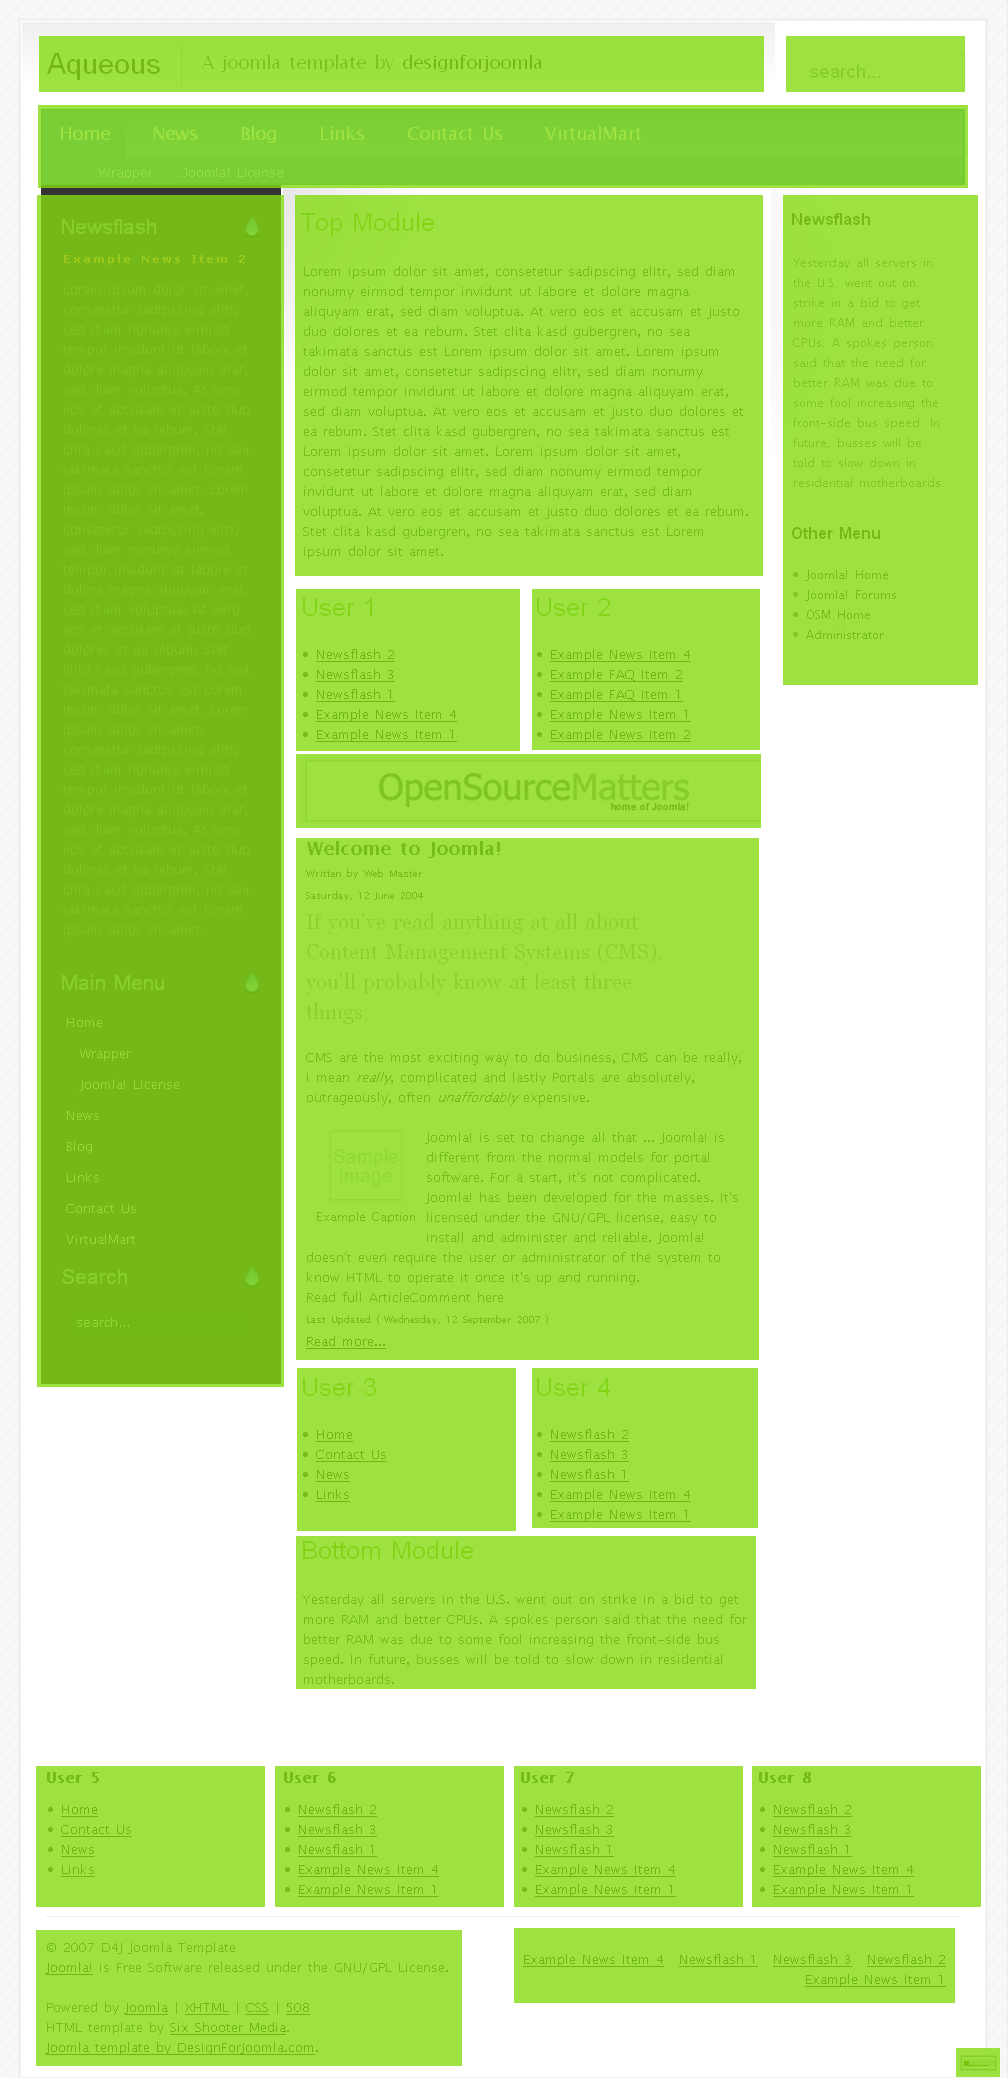 Aqueous
A joomla template by designforjoomla
search...
Home News Blog Links Contact Us VirtualMart
Wrapper Joomla! License
Newsflash
Example News Item 2
Lorem ipsum dolor sit amet,
consetetur sadipscing elitr,
sed diam nonumy eirmod
tempor invidunt ut labore et
dolore magna aliquyam erat,
sed diam voluptua. At vero
eos et accusam et justo duo
dolores et ea rebum. Stet
clita kasd gubergren, no sea
takimata sanctus est Lorem
ipsum dolor sit amet. Lorem
ipsum dolor sit amet,
consetetur sadipscing elitr,
sed diam nonumy eirmod
tempor invidunt ut labore et
dolore magna aliquyam erat,
sed diam voluptua. At vero
eos et accusam et justo duo
dolores et ea rebum. Stet
clita kasd gubergren, no sea
takimata sanctus est Lorem
ipsum dolor sit amet. Lorem
ipsum dolor sit amet,
consetetur sadipscing elitr,
sed diam nonumy eirmod
tempor invidunt ut labore et
dolore magna aliquyam erat,
sed diam voluptua. At vero
eos et accusam et justo duo
dolores et ea rebum. Stet
clita kasd gubergren, no sea
takimata sanctus est Lorem
ipsum dolor sit amet.
Main Menu
Home
Wrapper
Joomla! License
News
Blog
Links
Contact Us
VirtualMart
Search
search...
Top Module
Lorem ipsum dolor sit amet, consetetur sadipscing elitr, sed diam
nonumy eirmod tempor invidunt ut labore et dolore magna
aliquyam erat, sed diam voluptua. At vero eos et accusam et justo
duo dolores et ea rebum. Stet clita kasd gubergren, no sea
takimata sanctus est Lorem ipsum dolor sit amet. Lorem ipsum
dolor sit amet, consetetur sadipscing elitr, sed diam nonumy
eirmod tempor invidunt ut labore et dolore magna aliquyam erat,
sed diam voluptua. At vero eos et accusam et justo duo dolores et
ea rebum. Stet clita kasd gubergren, no sea takimata sanctus est
Lorem ipsum dolor sit amet. Lorem ipsum dolor sit amet,
consetetur sadipscing elitr, sed diam nonumy eirmod tempor
invidunt ut labore et dolore magna aliquyam erat, sed diam
voluptua. At vero eos et accusam et justo duo dolores et ea rebum.
Stet clita kasd gubergren, no sea takimata sanctus est Lorem
ipsum dolor sit amet.
User 1
Newsflash 2
Newsflash 3
Newsflash 1
Example News Item 4
Example News Item 1
User 2
Example News Item 4
Example FAQ Item 2
Example FAQ Item 1
Example News Item 1
Example News Item 2
OpenSourceMatters
home of Joomla!
Welcome to Joomla!
Written by Web Master
Saturday, 12 June 2004
If you've read anything at all about
Content Management Systems (CMS),
you'll probably know at least three
things:
CMS are the most exciting way to do business, CMS can be really,
I mean really, complicated and lastly Portals are absolutely,
outrageously, often unaffordably expensive.
Sample
Image
Example Caption
Joomla! is set to change all that ... Joomla! is
different from the normal models for portal
software. For a start, it's not complicated.
Joomla! has been developed for the masses. It's
licensed under the GNU/GPL license, easy to
install and administer and reliable. Joomla!
doesn't even require the user or administrator of the system to
know HTML to operate it once it's up and running.
Read full ArticleComment here
Last Updated ( Wednesday, 12 September 2007 )
Read more...
User 3
Home
Contact Us
News
Links
User 4
Newsflash 2
Newsflash 3
Newsflash 1
Example News Item 4
Example News Item 1
Bottom Module
Yesterday all servers in the U.S. went out on strike in a bid to get
more RAM and better CPUs. A spokes person said that the need for
better RAM was due to some fool increasing the front-side bus
speed. In future, busses will be told to slow down in residential
motherboards.
Newsflash
Yesterday all servers in
the U.S. went out on
strike in a bid to get
more RAM and better
CPUs. A spokes person
said that the need for
better RAM was due to
some fool increasing the
front-side bus speed. In
future, busses will be
told to slow down in
residential motherboards.
Other Menu
Joomla! Home
Joomla! Forums
OSM Home
Administrator
User 5
Home
Contact Us
News
Links
User 6
Newsflash 2
Newsflash 3
Newsflash 1
Example News Item 4
Example News Item 1
User 7
Newsflash 2
Newsflash 3
Newsflash 1
Example News Item 4
Example News Item 1
User 8
Newsflash 2
Newsflash 3
Newsflash 1
Example News Item 4
Example News Item 1
© 2007 D4J Joomla Template
Joomla! is Free Software released under the GNU/GPL License.
Powered by Joomla | XHTML | CSS | 508
HTML template by Six Shooter Media.
Joomla template by DesignForJoomla.com.
Example News Item 4 Newsflash 1 Newsflash 3 Newsflash 2
Example News Item 1